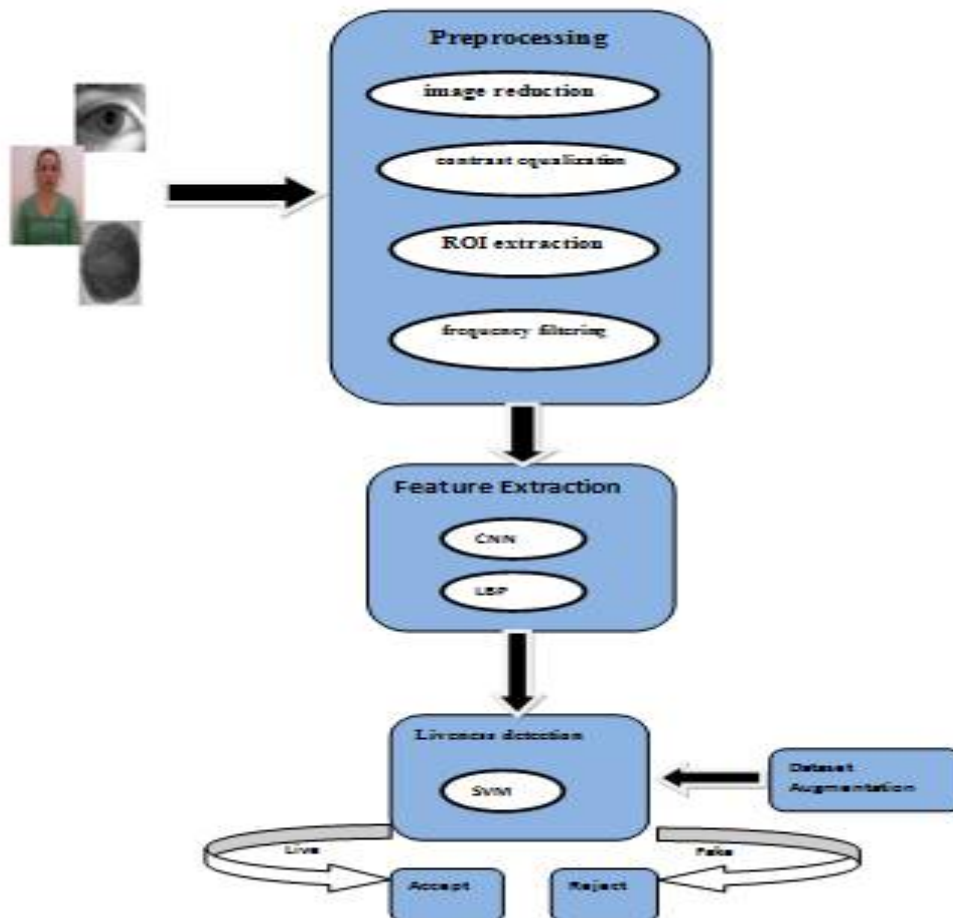 Preprocessing
image reduction
contrast equalization
ROI extraction
frequency filtering
Feature Extraction
CNN
LBP
Liveness detection
SVM
Dataset
Augmentation
Live
Fake
Accept
Reject